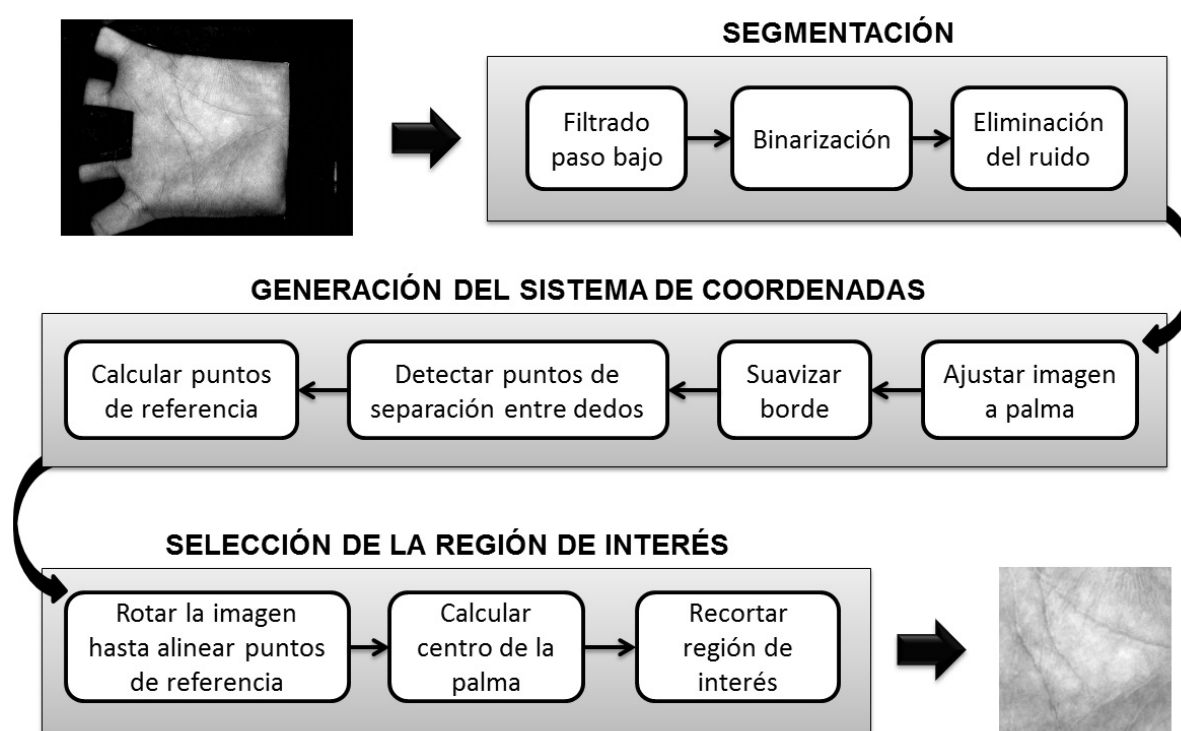 SEGMENTACIÓN
Filtrado
paso bajo
Binarización
Eliminación
del ruido
GENERACIÓN DEL SISTEMA DE COORDENADAS
Calcular puntos
de referencia
Detectar puntos de
separación entre dedos
Suavizar
borde
Ajustar imagen
a palma
SELECCIÓN DE LA REGIÓN DE INTERÉS
Rotar la imagen
hasta alinear puntos
de referencia
Calcular
centro de la
palma
Recortar
región de
interés